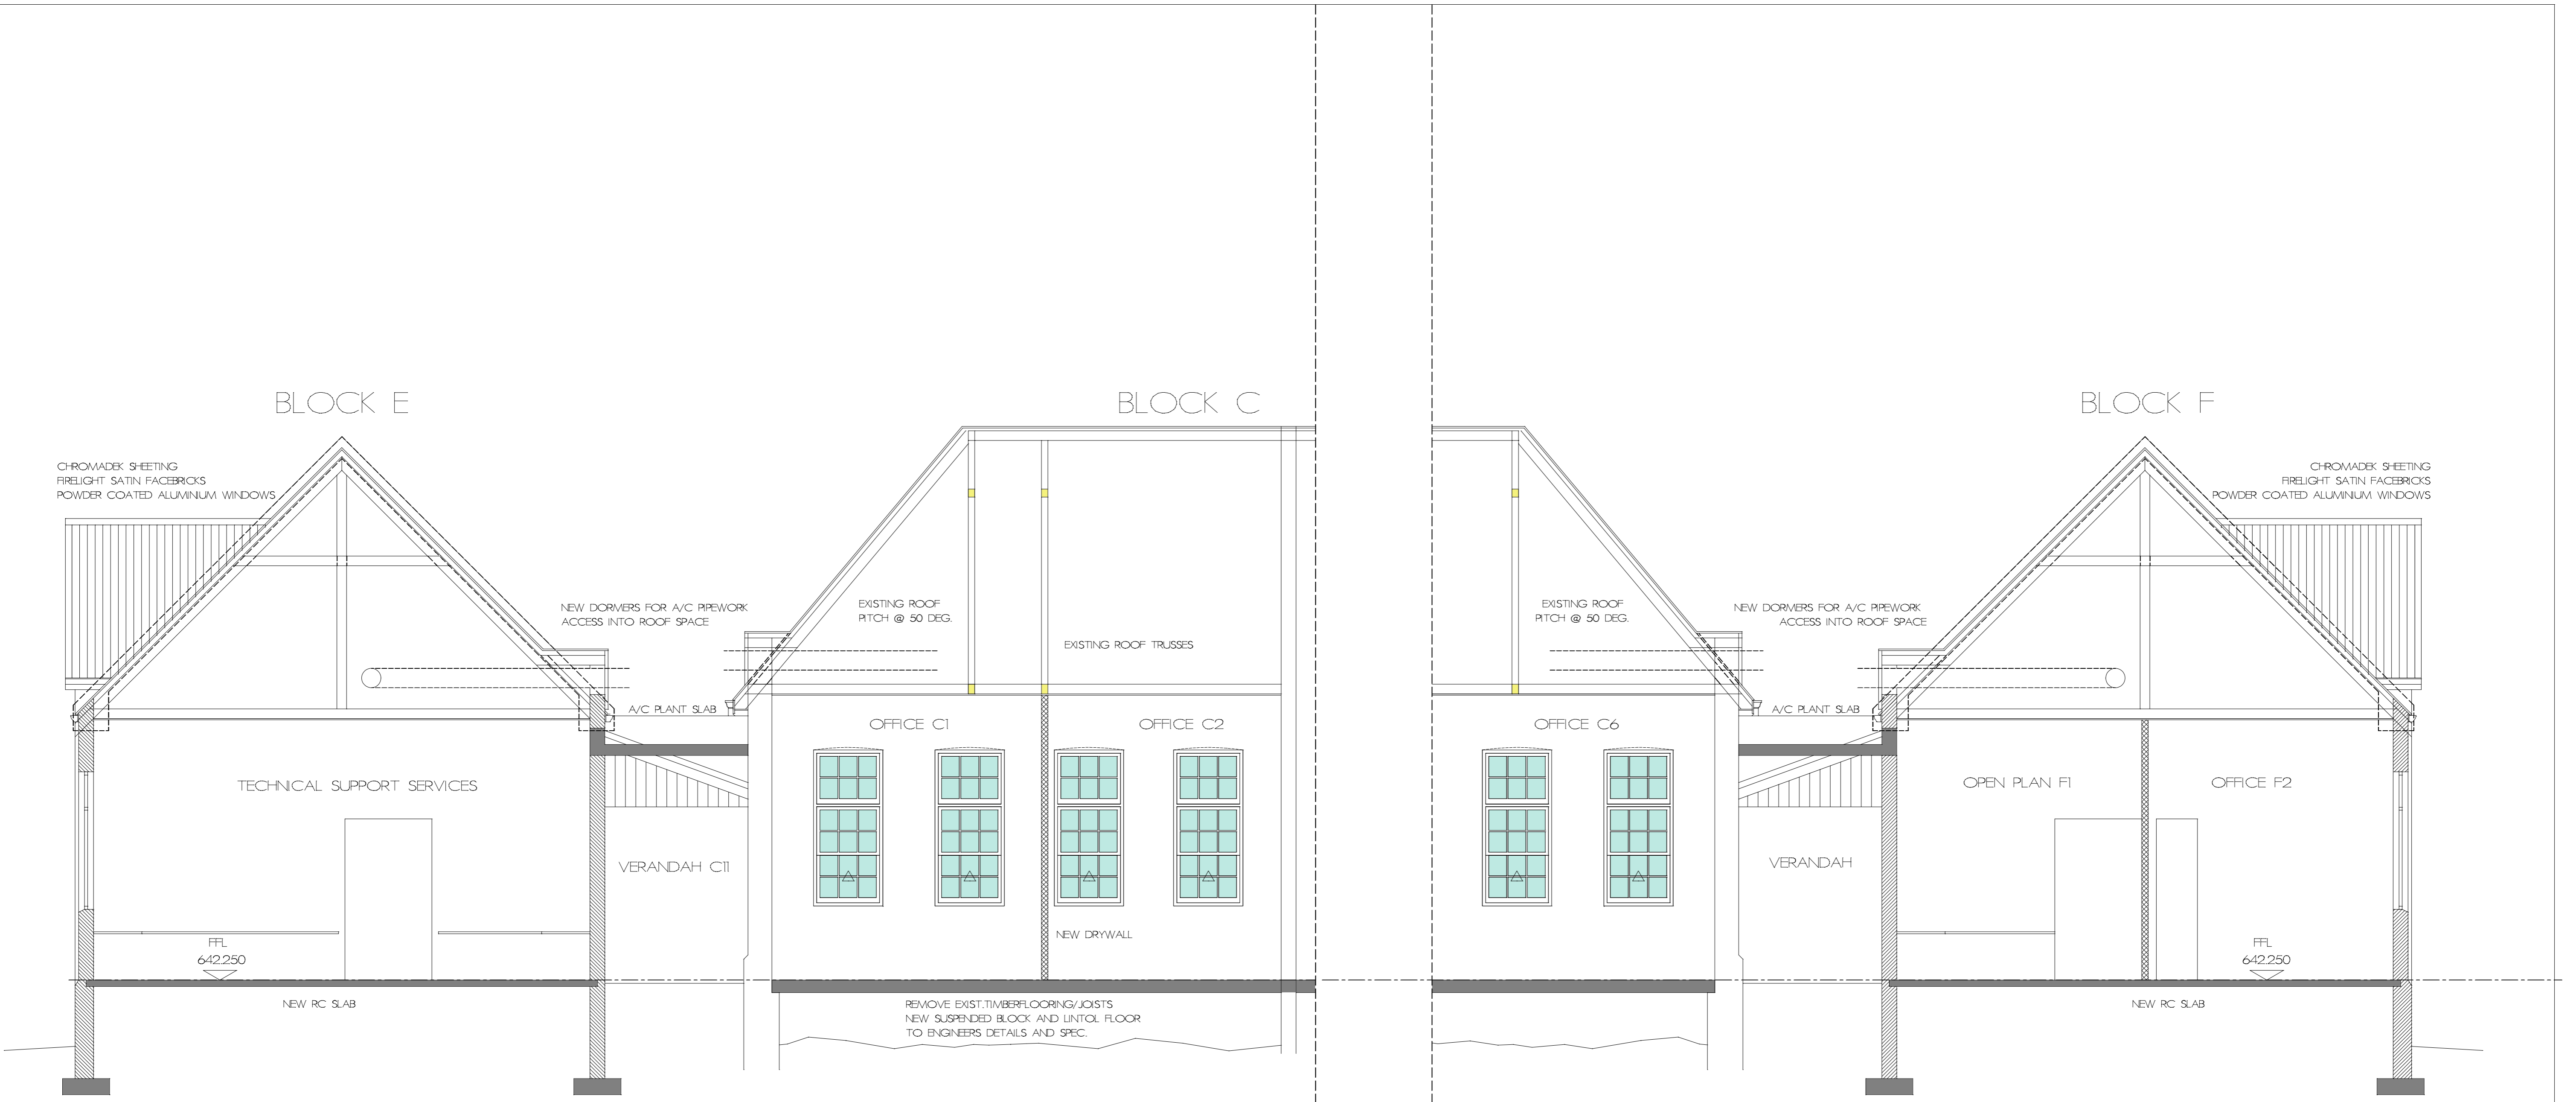 BLOCK E
BLOCK C
BLOCK F
CHROMADEK SHEETING
FIRELIGHT SATIN FACEBRICKS
POWDER COATED ALUMINIUM WINDOWS
CHROMADEK SHEETING
FIRELIGHT SATIN FACEBRICKS
POWDER COATED ALUMINIUM WINDOWS
NEW DORMERS FOR A/C PIPEWORK
ACCESS INTO ROOF SPACE
EXISTING ROOF
PITCH @ 50 DEG.
EXISTING ROOF TRUSSES
EXISTING ROOF
PITCH @ 50 DEG.
NEW DORMERS FOR A/C PIPEWORK
ACCESS INTO ROOF SPACE
A/C PLANT SLAB
A/C PLANT SLAB
OFFICE C1
OFFICE C2
OFFICE C6
TECHNICAL SUPPORT SERVICES
OPEN PLAN F1
OFFICE F2
VERANDAH C11
VERANDAH
NEW DRYWALL
FFL
642.250
FFL
642.250
NEW RC SLAB
REMOVE EXIST.TIMBERFLOORING/JOISTS
NEW SUSPENDED BLOCK AND LINTOL FLOOR
TO ENGINEERS DETAILS AND SPEC.
NEW RC SLAB